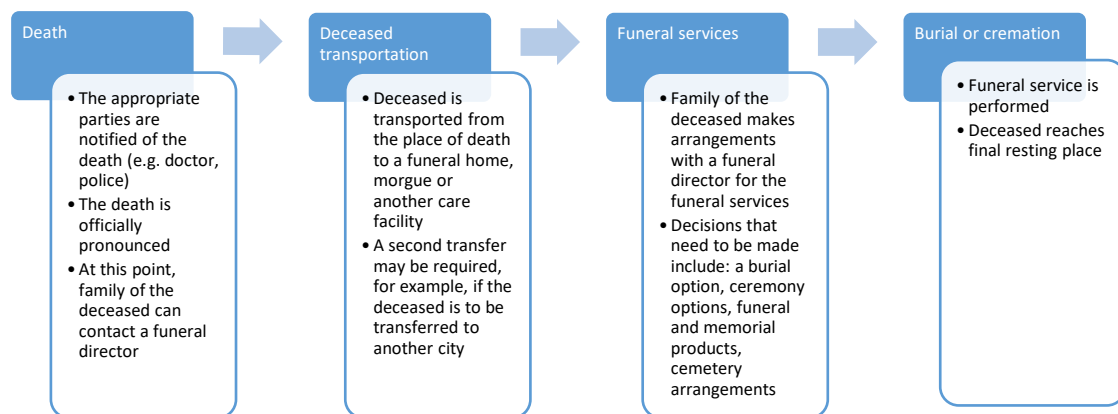 Death
• The appropriate
parties are
notified of the
death (e.g. doctor,
police)
• The death is
officially
pronounced
• At this point,
family of the
deceased can
contact a funeral
director
Deceased
transportation
• Deceased is
transported from
the place of death
to a funeral home,
morgue or
another care
facility
• A second transfer
may be required,
for example, if the
deceased is to be
transferred to
another city
Funeral services
• Family of the
deceased makes
arrangements
with a funeral
director for the
funeral services
• Decisions that
need to be made
include: a burial
option, ceremony
options, funeral
and memorial
products,
cemetery
arrangements
Burial or cremation
• Funeral service is
performed
• Deceased reaches
final resting place